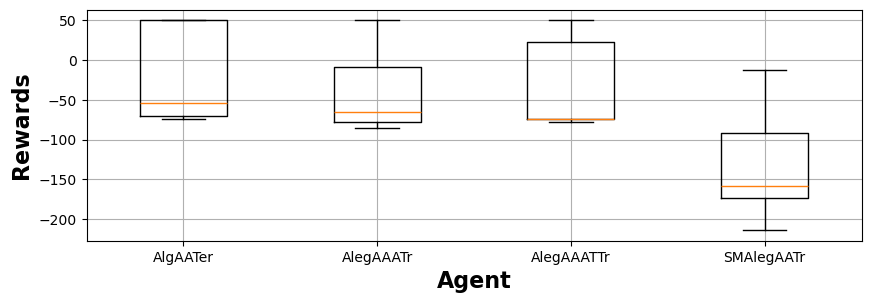 50
0
−50
−100
−150
−200
Rewards
AlgAATer
AlegAAATr
AlegAAATTr
SMAlegAATr
Agent